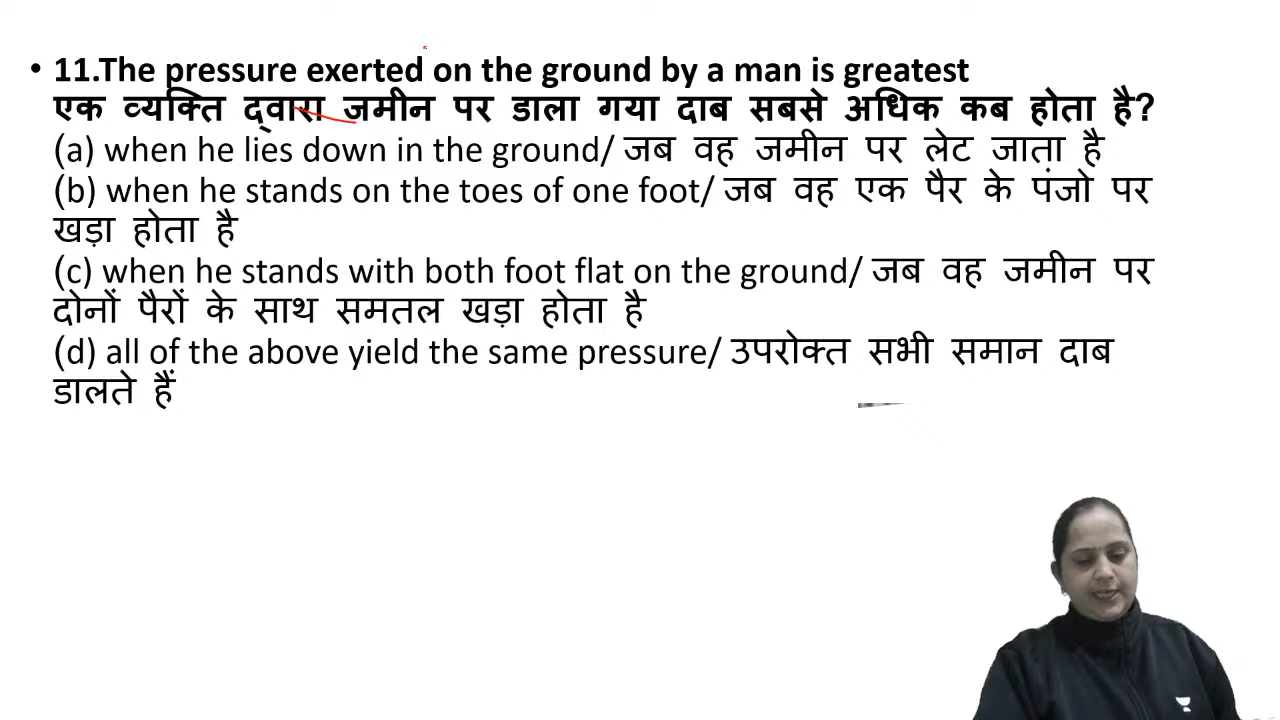 • 11.The pressure exerted on the ground by a man is greatest
एक व्यक्ति द्वारा जमीन पर डाला गया दाब सबसे अधिक कब होता है?
(a) when he lies down in the ground/ जब वह जमीन पर लेट जाता है
(b) when he stands on the toes of one foot/ जब वह एक पैर के पंजो पर
खड़ा होता है
(c) when he stands with both foot flat on the ground/ जब वह जमीन पर
दोनों पैरों के साथ समतल खड़ा होता है
(d) all of the above yield the same pressure/ उपरोक्त सभी समान दाब
डालते हैं